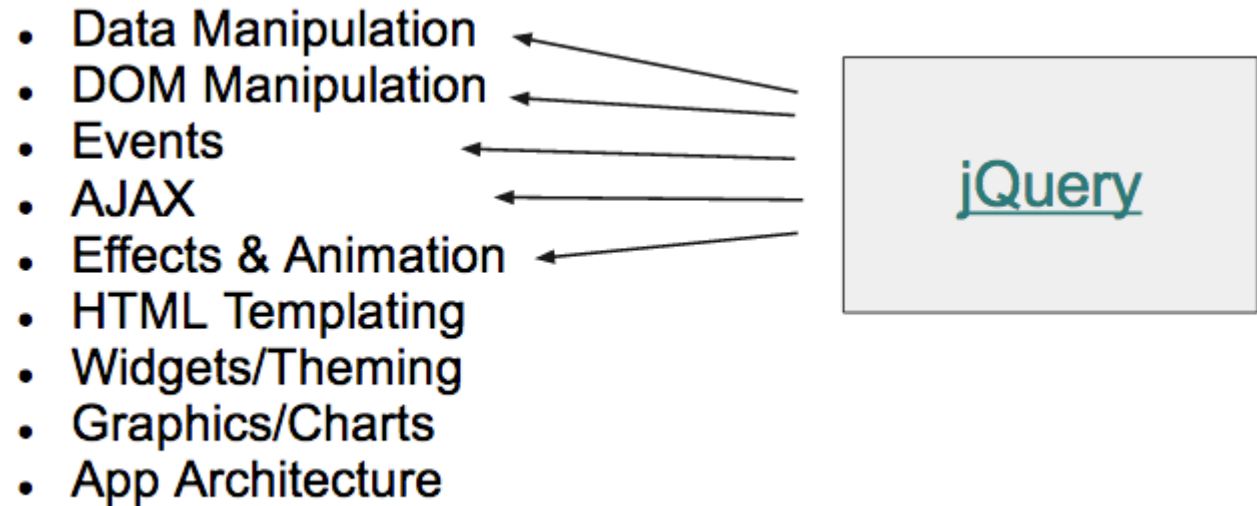 • Data Manipulation
• DOM Manipulation
• Events
• AJAX
• Effects & Animation
• HTML Templating
• Widgets/Theming
• Graphics/Charts
• App Architecture
jQuery